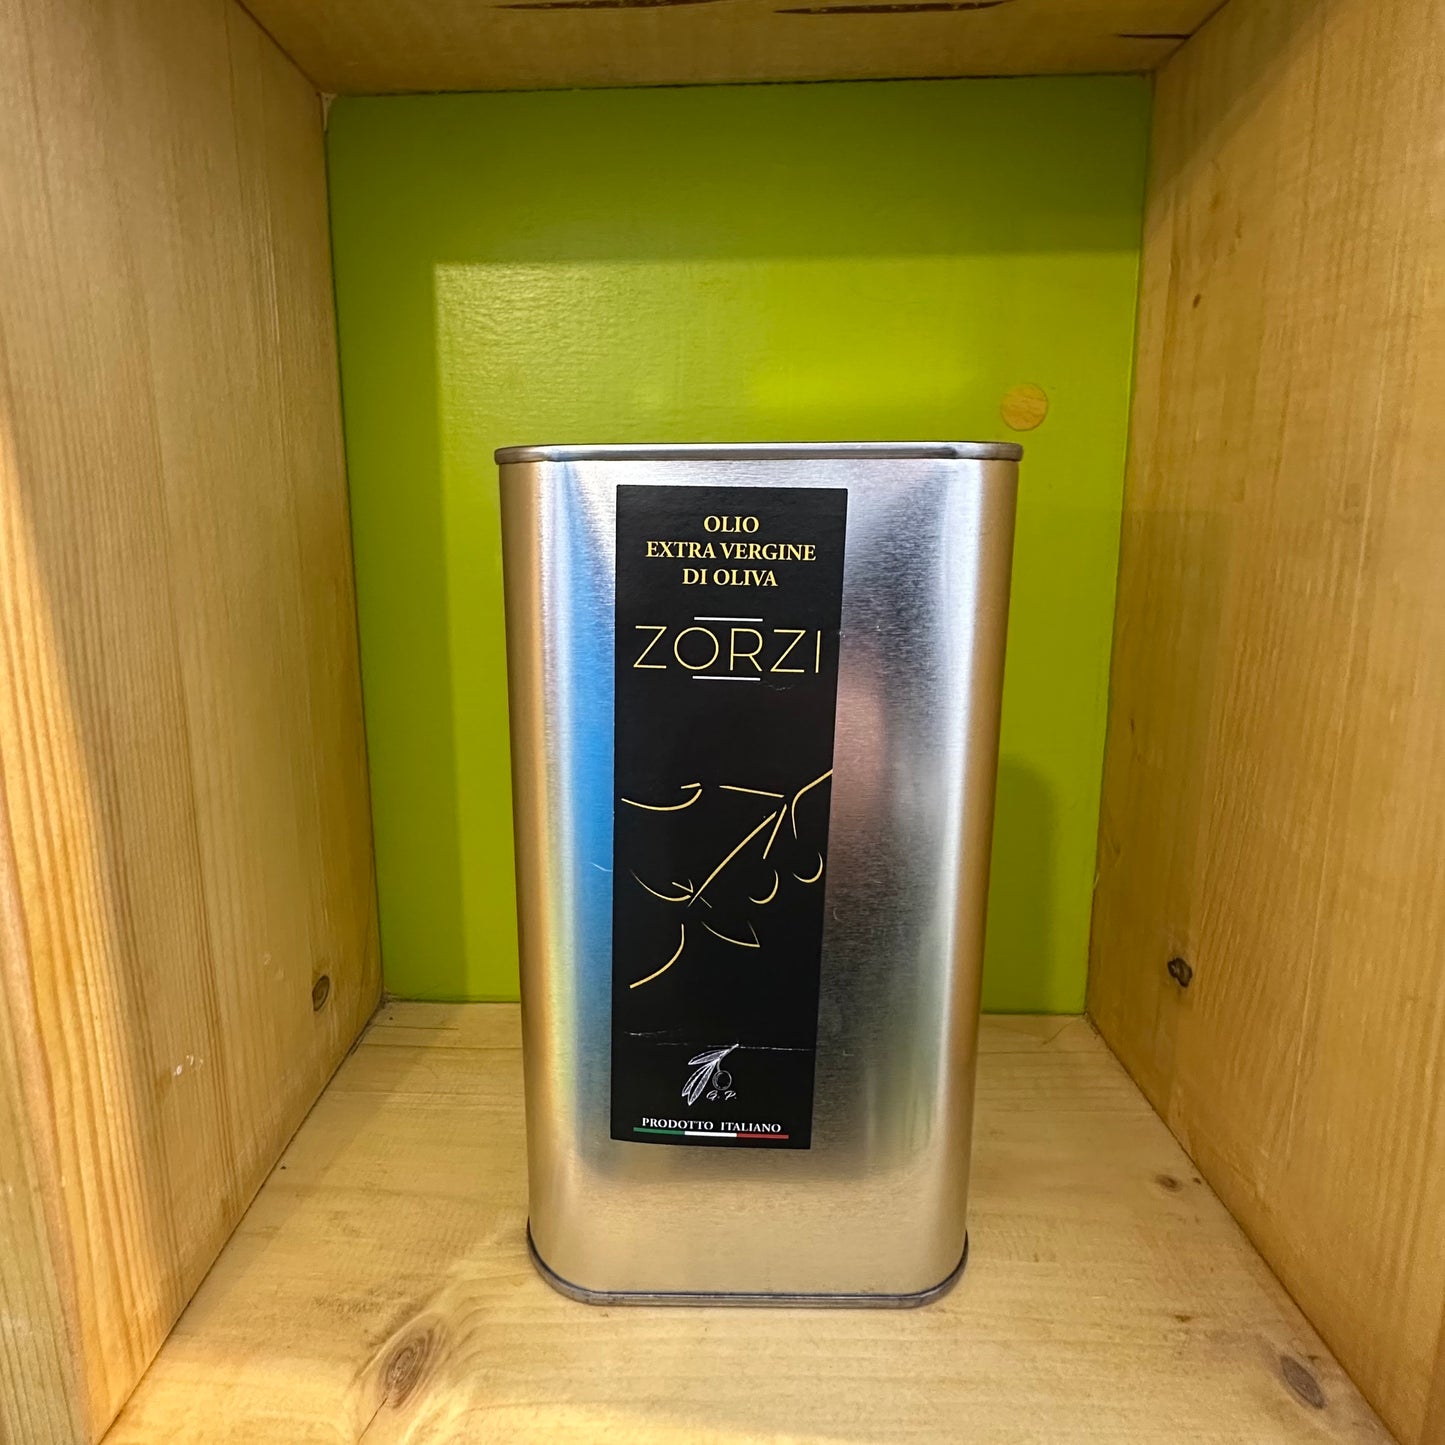 OLIO
EXTRA VERGINE
DI OLIVA
ZORZI
G. P.
PRODOTTO ITALIANO